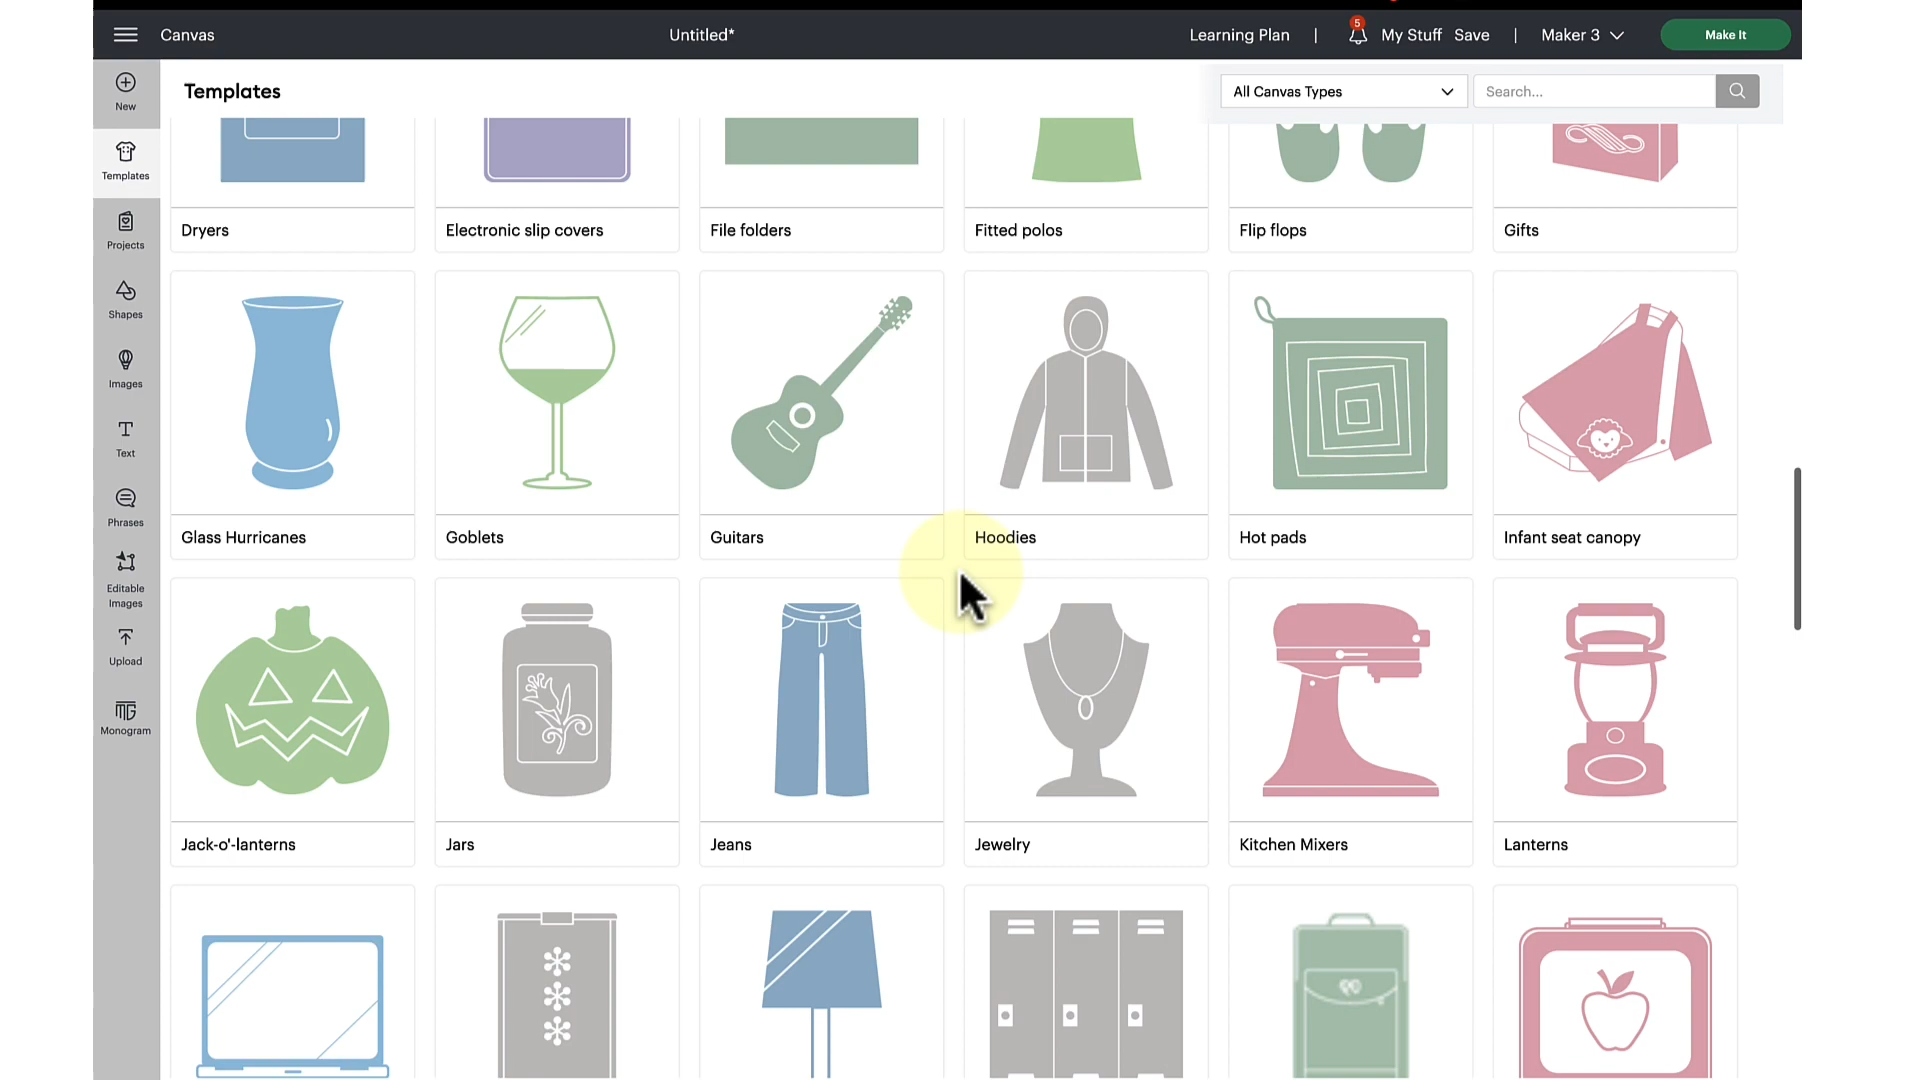 Canvas
Untitled*
Learning Plan | 5 My Stuff Save | Maker 3 Make It
New
Templates
Projects
Shapes
Images
Text
Phrases
Editable
Images
Upload
Monogram
Templates
All Canvas Types
Search...
Dryers
Electronic slip covers
File folders
Fitted polos
Flip flops
Gifts
Glass Hurricanes
Goblets
Guitars
Hoodies
Hot pads
Infant seat canopy
Jack-o'-lanterns
Jars
Jeans
Jewelry
Kitchen Mixers
Lanterns